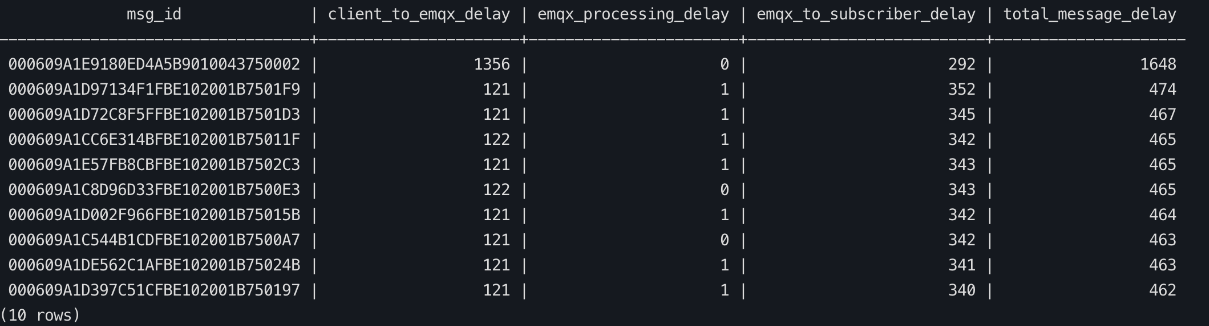 msg_id | client_to_emqx_delay | emqx_processing_delay | emqx_to_subscriber_delay | total_message_delay
000609A1E9180ED4A5B9010043750002 | 1356 | 0 | 292 | 1648
000609A1D97134F1FBE102001B7501F9 | 121 | 1 | 352 | 474
000609A1D72C8F5FFBE102001B7501D3 | 121 | 1 | 345 | 467
000609A1CC6E314BFBE102001B75011F | 122 | 1 | 342 | 465
000609A1E57FB8CBFBE102001B7502C3 | 121 | 1 | 343 | 465
000609A1C8D96D33FBE102001B7500E3 | 122 | 0 | 343 | 465
000609A1D002F966FBE102001B75015B | 121 | 1 | 342 | 464
000609A1C544B1CDFBE102001B7500A7 | 121 | 0 | 342 | 463
000609A1DE562C1AFBE102001B75024B | 121 | 1 | 341 | 463
000609A1D397C51CFBE102001B750197 | 121 | 1 | 340 | 462
(10 rows)